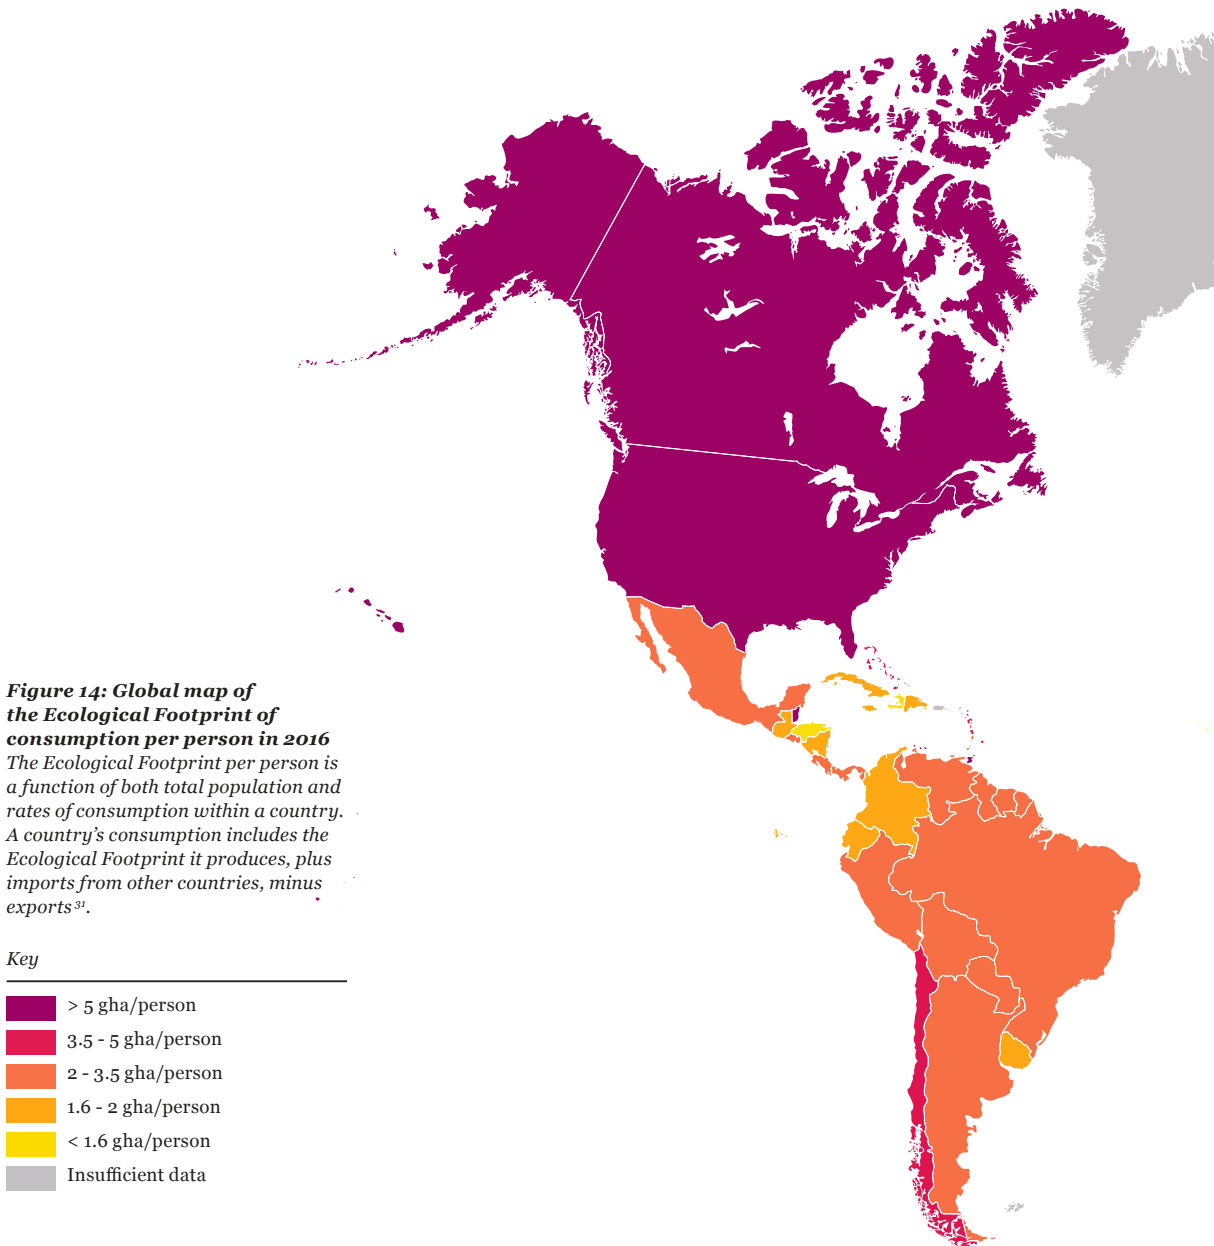 Figure 14: Global map of
the Ecological Footprint of
consumption per person in 2016
The Ecological Footprint per person is
a function of both total population and
rates of consumption within a country.
A country's consumption includes the
Ecological Footprint it produces, plus
imports from other countries, minus
exports³¹.
Key
> 5 gha/person
3.5 - 5 gha/person
2 - 3.5 gha/person
1.6 - 2 gha/person
< 1.6 gha/person
Insufficient data